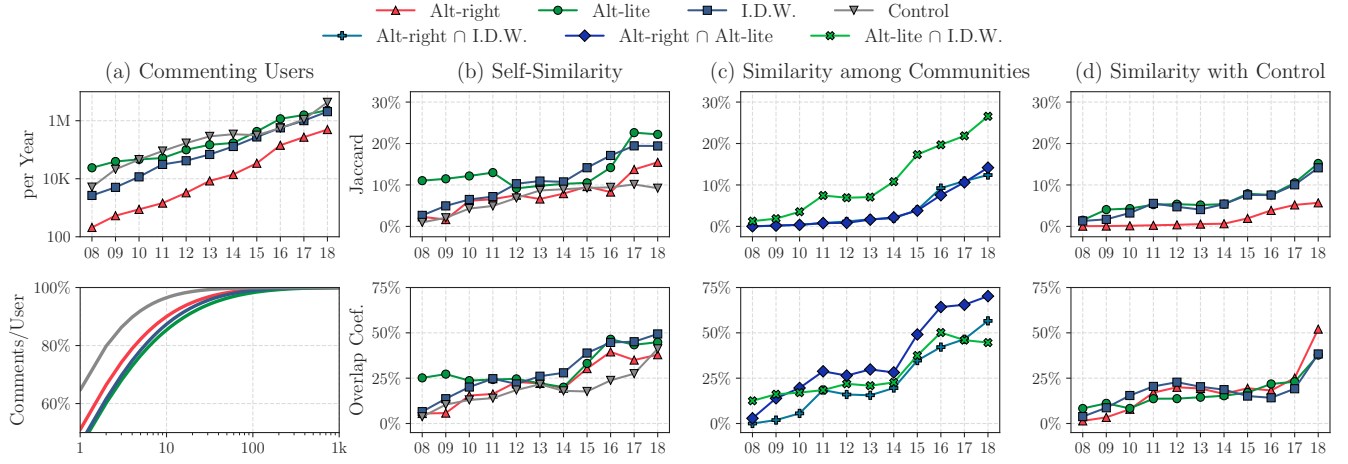 Alt-right Alt-lite I.D.W. Control
Alt-right ∩ I.D.W. Alt-right ∩ Alt-lite Alt-lite ∩ I.D.W.
(a) Commenting Users (b) Self-Similarity (c) Similarity among Communities (d) Similarity with Control
per Year
1M
10K
100
08 09 10 11 12 13 14 15 16 17 18
Jaccard
30%
20%
10%
0%
08 09 10 11 12 13 14 15 16 17 18
30%
20%
10%
0%
08 09 10 11 12 13 14 15 16 17 18
30%
20%
10%
0%
08 09 10 11 12 13 14 15 16 17 18
Comments/User
100%
80%
60%
1 10 100 1k
Overlap Coef.
75%
50%
25%
0%
08 09 10 11 12 13 14 15 16 17 18
75%
50%
25%
0%
08 09 10 11 12 13 14 15 16 17 18
75%
50%
25%
0%
08 09 10 11 12 13 14 15 16 17 18